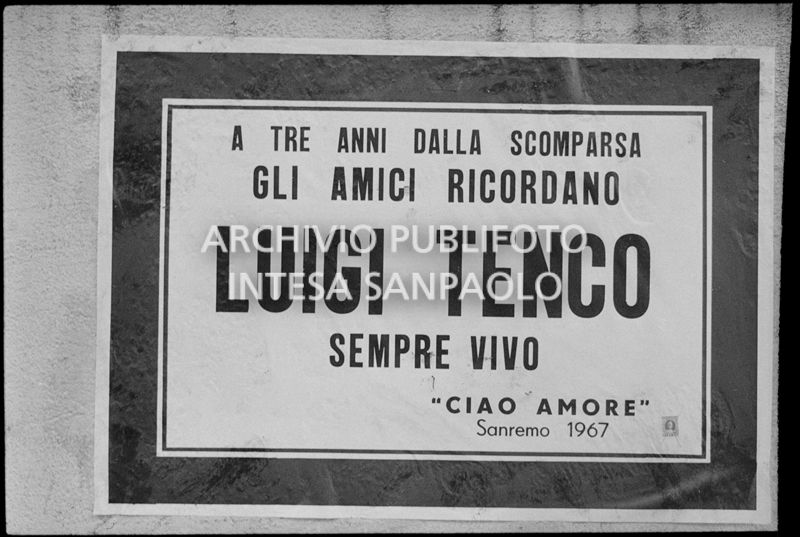 A TRE ANNI DALLA SCOMPARSA
GLI AMICI RICORDANO
LUIGI TENCO
ARCHIVIO PUBLIFOTO
INTESA SANPAOLO
SEMPRE VIVO
"CIAO AMORE"
Sanremo 1967